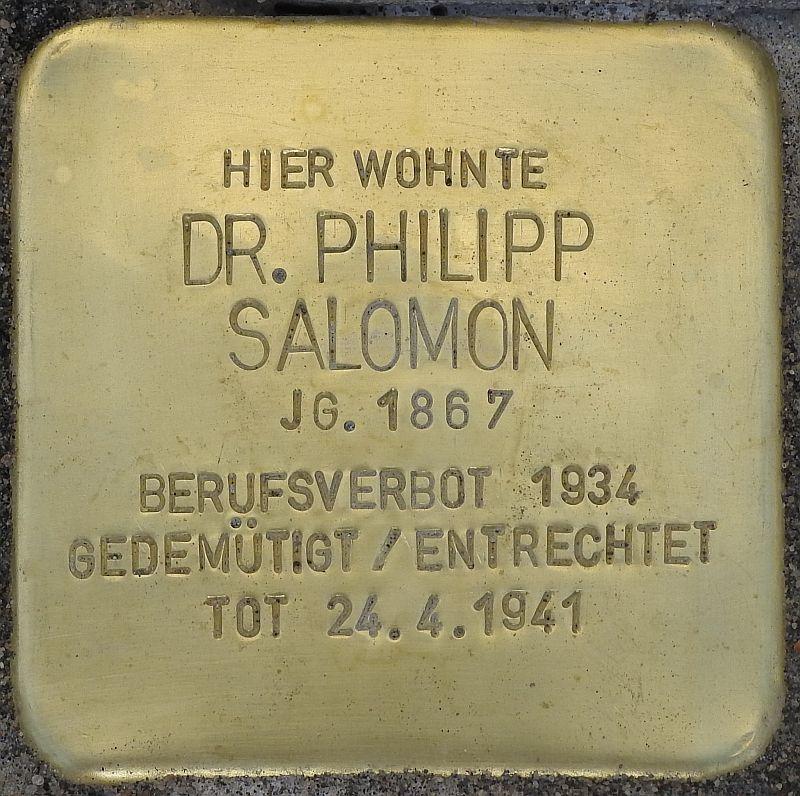 HIER WOHNTE
DR. PHILIPP
SALOMON
JG. 1867
BERUFSVERBOT 1934
GEDEMÜTIGT / ENTRECHTET
TOT 24.4.1941